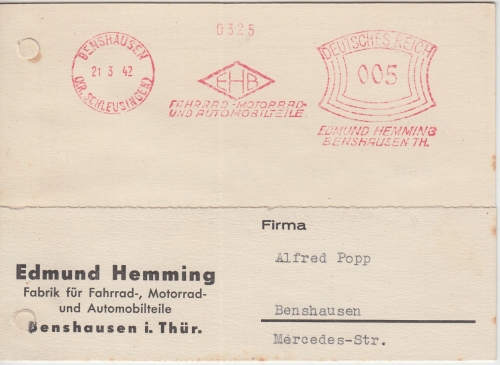 0325
BENSHAUSEN
21 3 42
(KR. SCHLEUSINGEN)
EHB
FAHRRAD-MOTORRAD-
UND AUTOMOBILTEILE
DEUTSCHES REICH
005
EDMUND HEMMING
BENSHAUSEN TH.
Edmund Hemming
Fabrik für Fahrrad-, Motorrad-
und Automobilteile
Benshausen i. Thür.
Firma
Alfred Popp
Benshausen
Mercedes-Str.